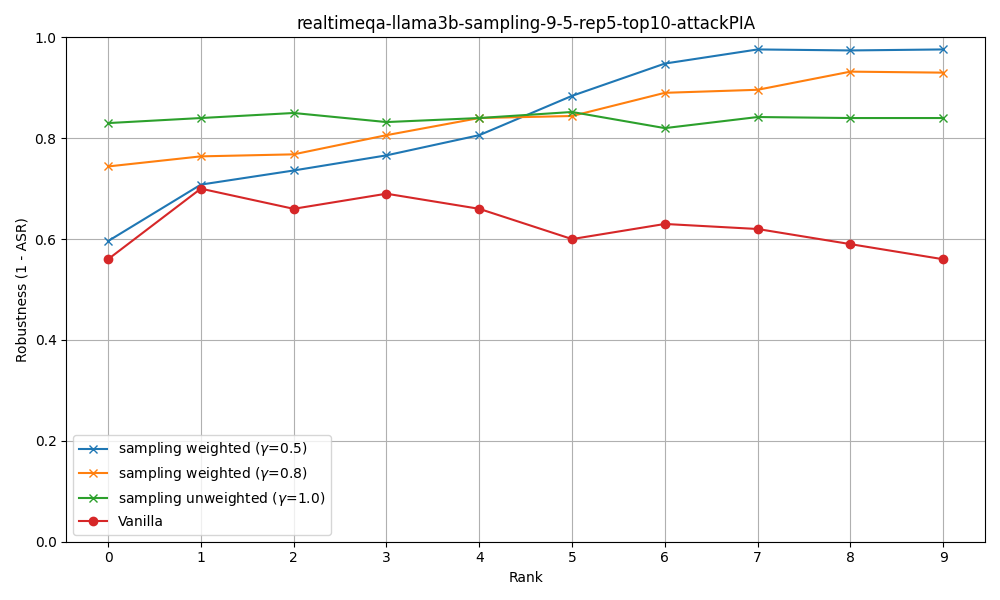 realtimeqa-llama3b-sampling-9-5-rep5-top10-attackPIA
Robustness (1 - ASR)
1.0
0.8
0.6
0.4
0.2
0.0
sampling weighted (γ=0.5)
sampling weighted (γ=0.8)
sampling unweighted (γ=1.0)
Vanilla
0 1 2 3 4 5 6 7 8 9
Rank